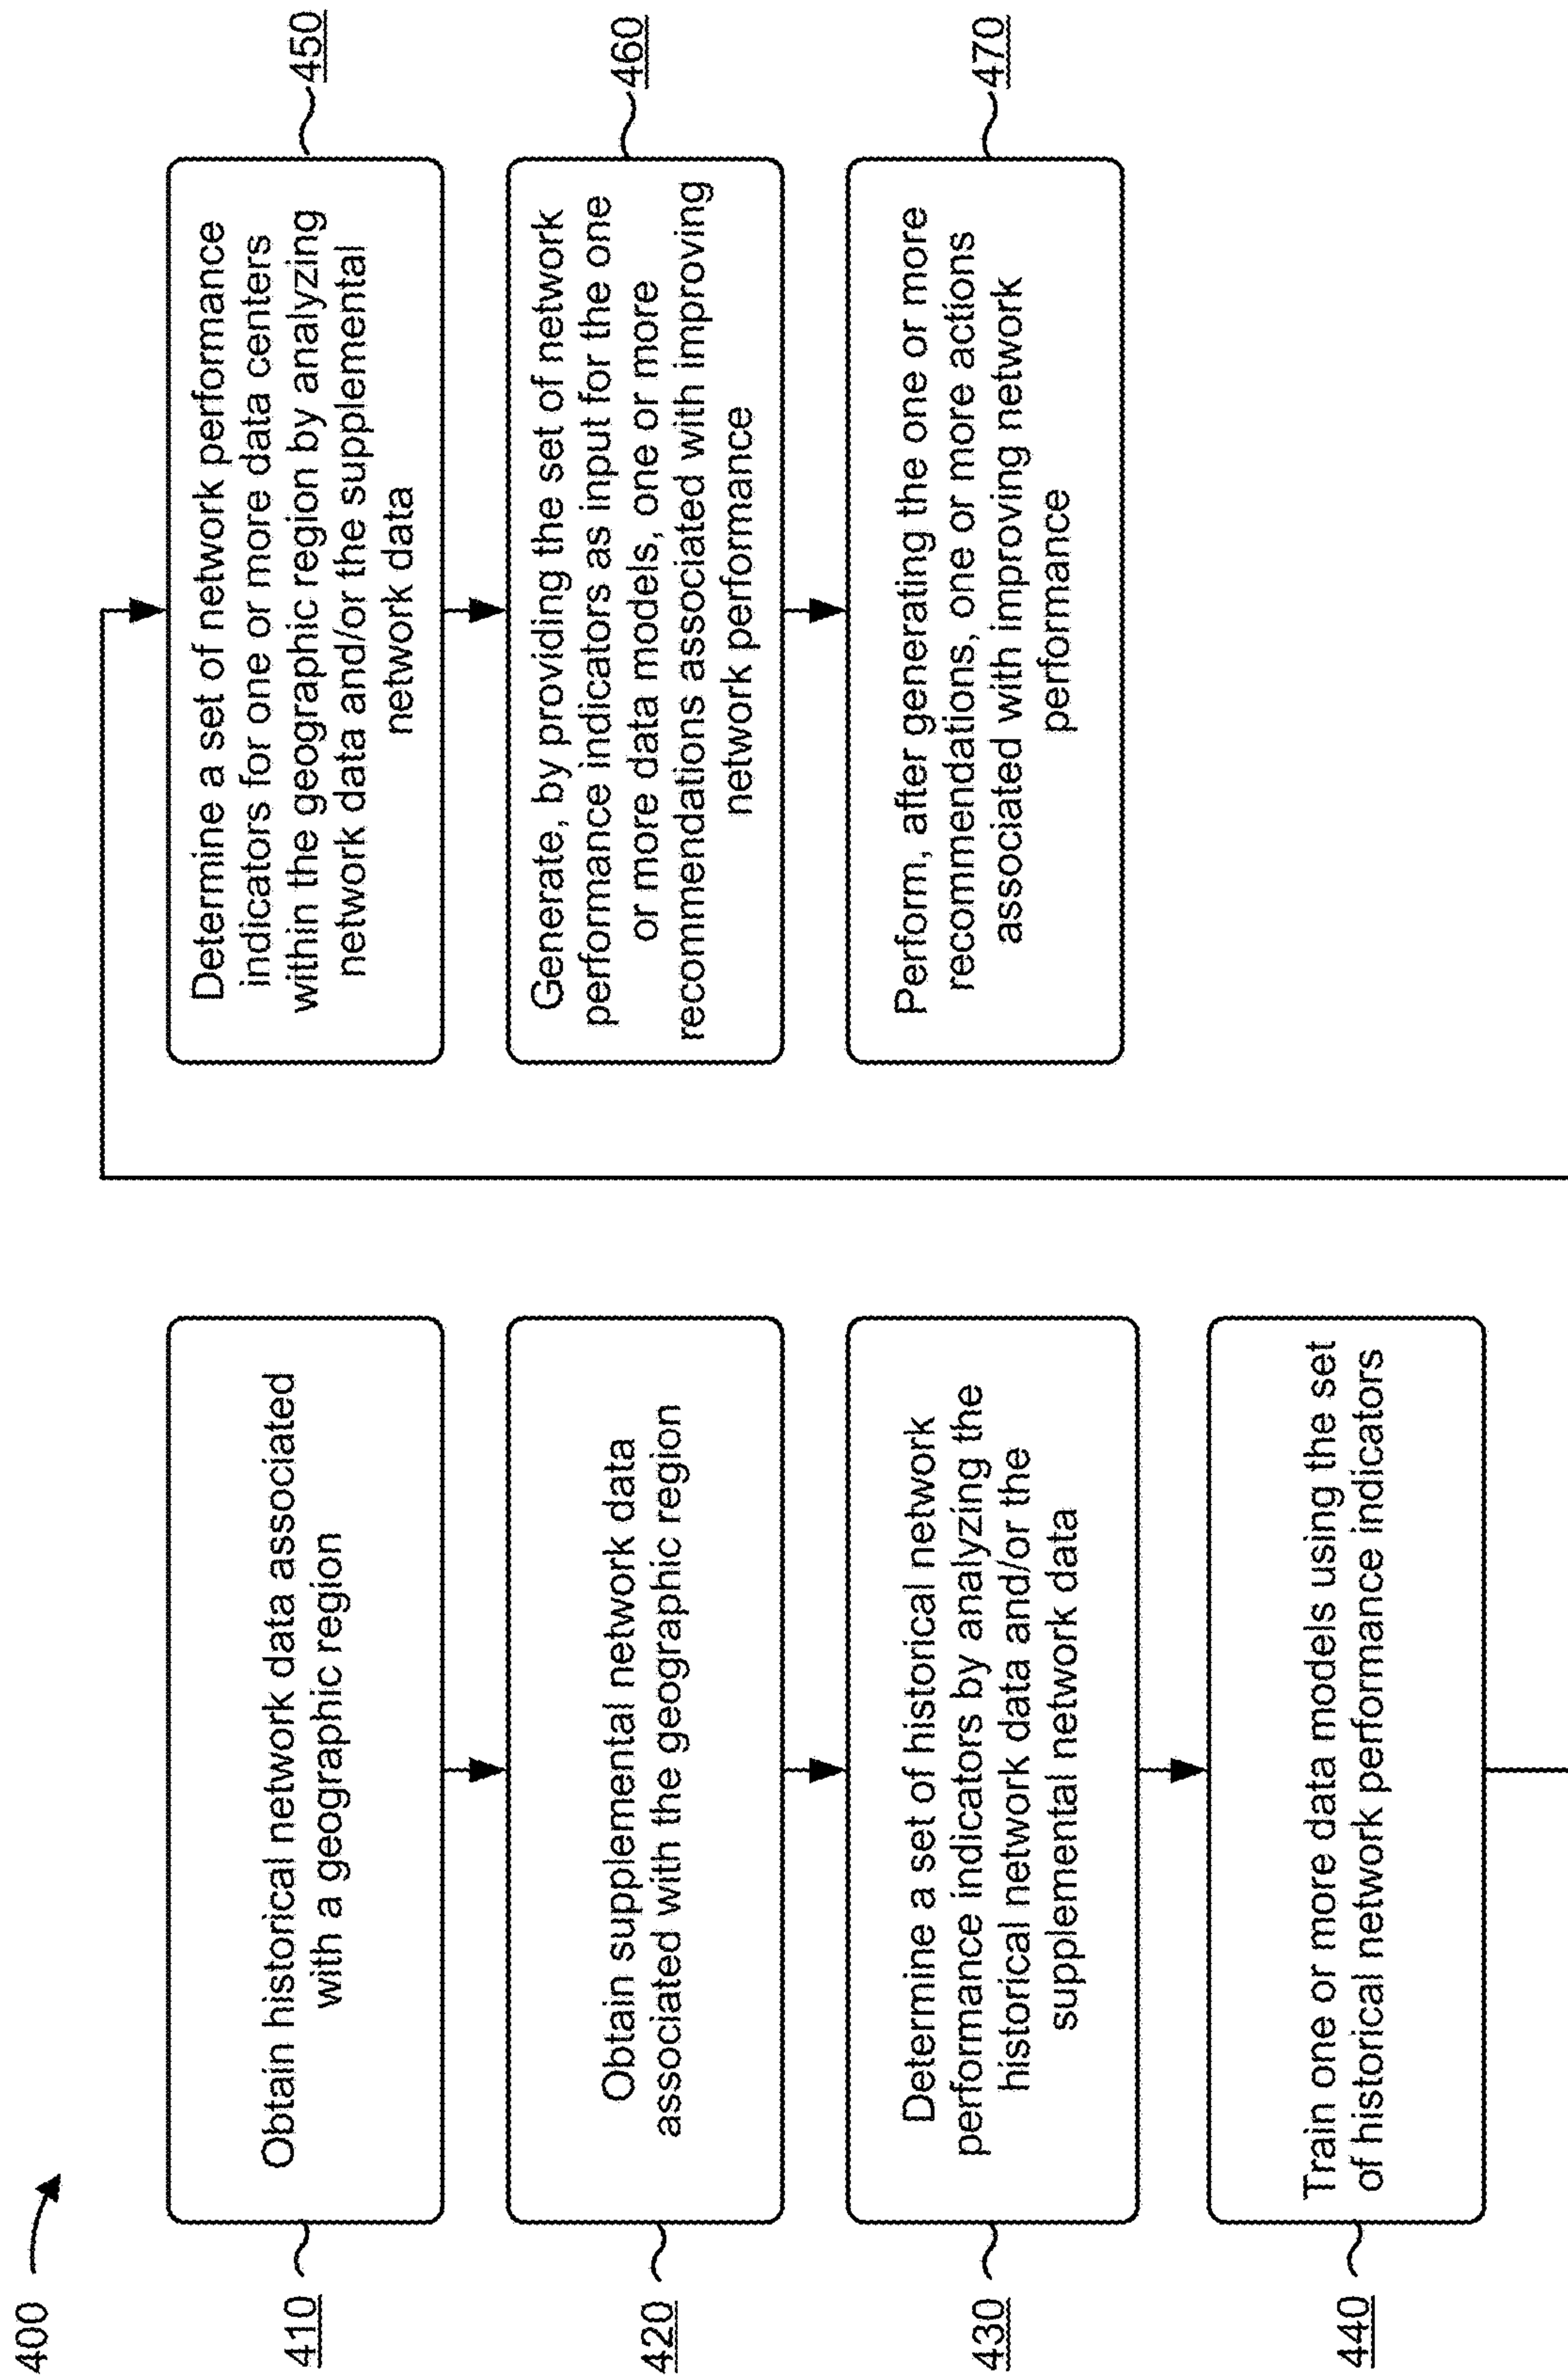 400
410
Obtain historical network data associated
with a geographic region
420
Obtain supplemental network data
associated with the geographic region
430
Determine a set of historical network
performance indicators by analyzing the
historical network data and/or the
supplemental network data
440
Train one or more data models using the set
of historical network performance indicators
450
Determine a set of network performance
indicators for one or more data centers
within the geographic region by analyzing
network data and/or the supplemental
network data
460
Generate, by providing the set of network
performance indicators as input for the one
or more data models, one or more
recommendations associated with improving
network performance
470
Perform, after generating the one or more
recommendations, one or more actions
associated with improving network
performance